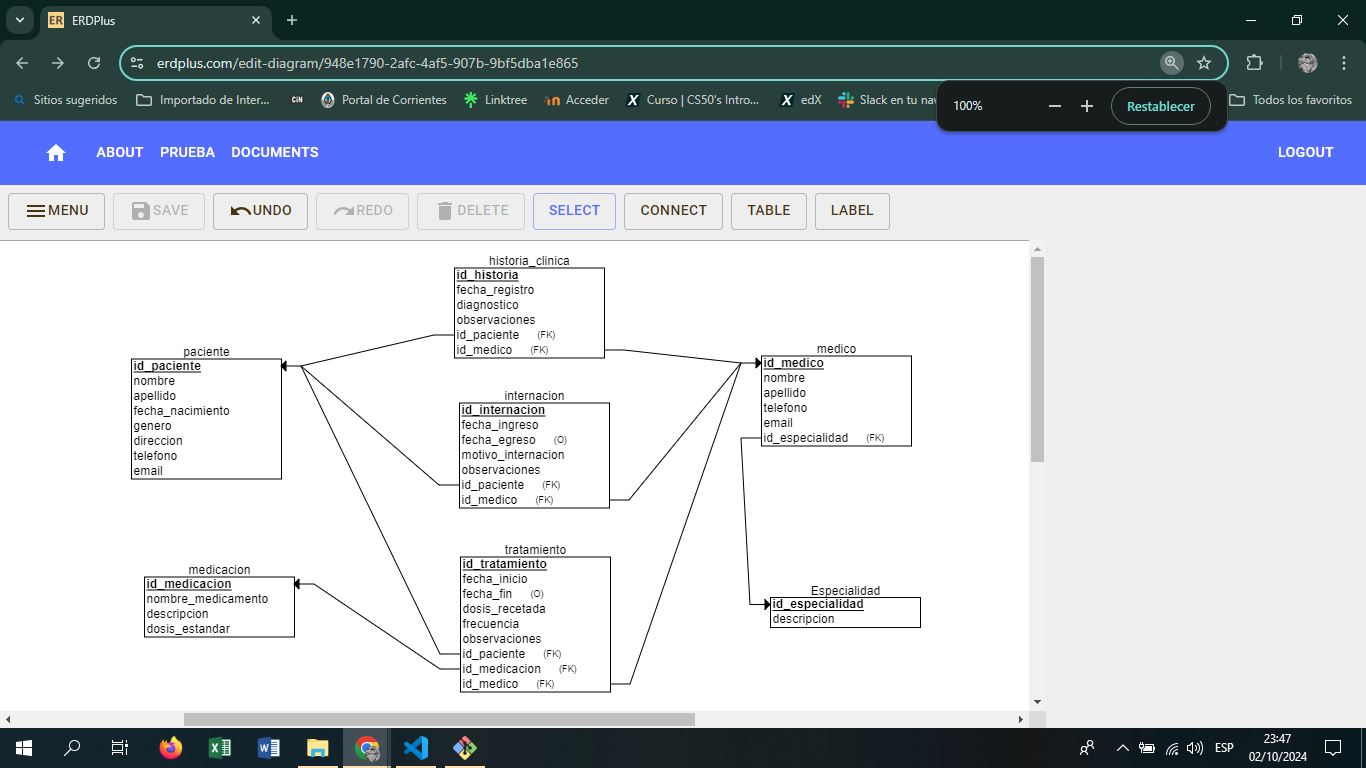 ERDPlus
erdplus.com/edit-diagram/948e1790-2afc-4af5-907b-9bf5dba1e865
Sitios sugeridos
Importado de Inter...
Portal de Corrientes
Linktree
Acceder
Curso | CS50's Intro...
edX
Slack en tu nav
Todos los favoritos
100%
Restablecer
ABOUT PRUEBA DOCUMENTS LOGOUT
MENU SAVE UNDO REDO DELETE SELECT CONNECT TABLE LABEL
historia_clinica
id_historia
fecha_registro
diagnostico
observaciones
id_paciente (FK)
id_medico (FK)
paciente
id_paciente
nombre
apellido
fecha_nacimiento
genero
direccion
telefono
email
medico
id_medico
nombre
apellido
telefono
email
id_especialidad (FK)
internacion
id_internacion
fecha_ingreso
fecha_egreso (O)
motivo_internacion
observaciones
id_paciente (FK)
id_medico (FK)
medicacion
id_medicacion
nombre_medicamento
descripcion
dosis_estandar
tratamiento
id_tratamiento
fecha_inicio
fecha_fin (O)
dosis_recetada
frecuencia
observaciones
id_paciente (FK)
id_medicacion (FK)
id_medico (FK)
Especialidad
id_especialidad
descripcion
ESP
23:47
02/10/2024